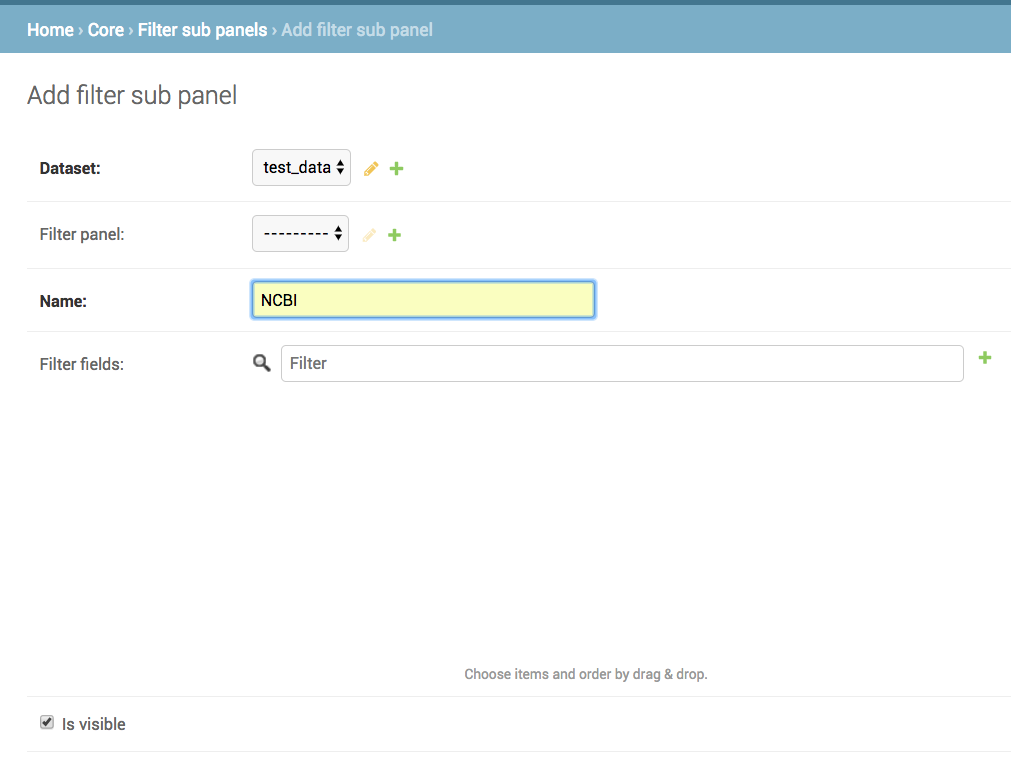 Home › Core › Filter sub panels › Add filter sub panel
Add filter sub panel
Dataset: test_data
Filter panel: ---------
Name: NCBI
Filter fields: Filter
Choose items and order by drag & drop.
Is visible